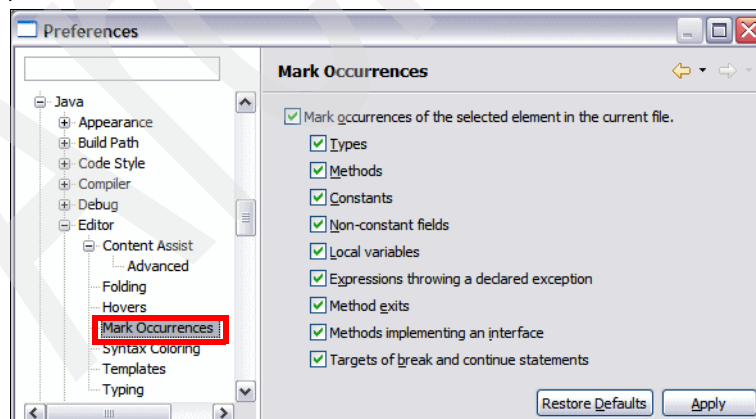 Preferences
Mark Occurrences
Java
Appearance
Build Path
Code Style
Compiler
Debug
Editor
Content Assist
Advanced
Folding
Hovers
Mark Occurrences
Syntax Coloring
Templates
Typing
Mark occurrences of the selected element in the current file.
Types
Methods
Constants
Non-constant fields
Local variables
Expressions throwing a declared exception
Method exits
Methods implementing an interface
Targets of break and continue statements
Restore Defaults
Apply